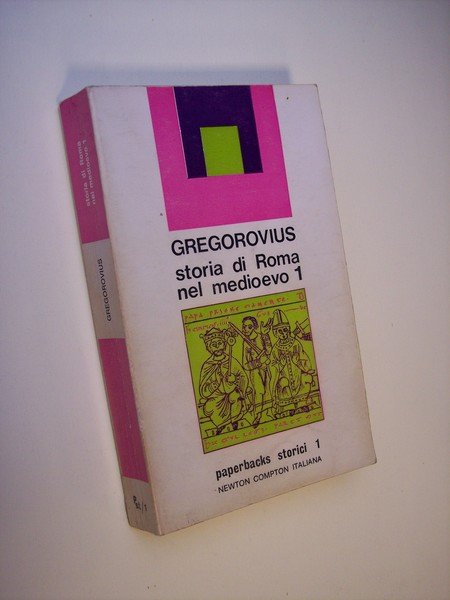 GREGOROVIUS
storia di Roma
nel medioevo 1
PAPA
paperbacks storici 1
NEWTON COMPTON ITALIANA
storia di Roma
nel medioevo 1
GREGOROVIUS